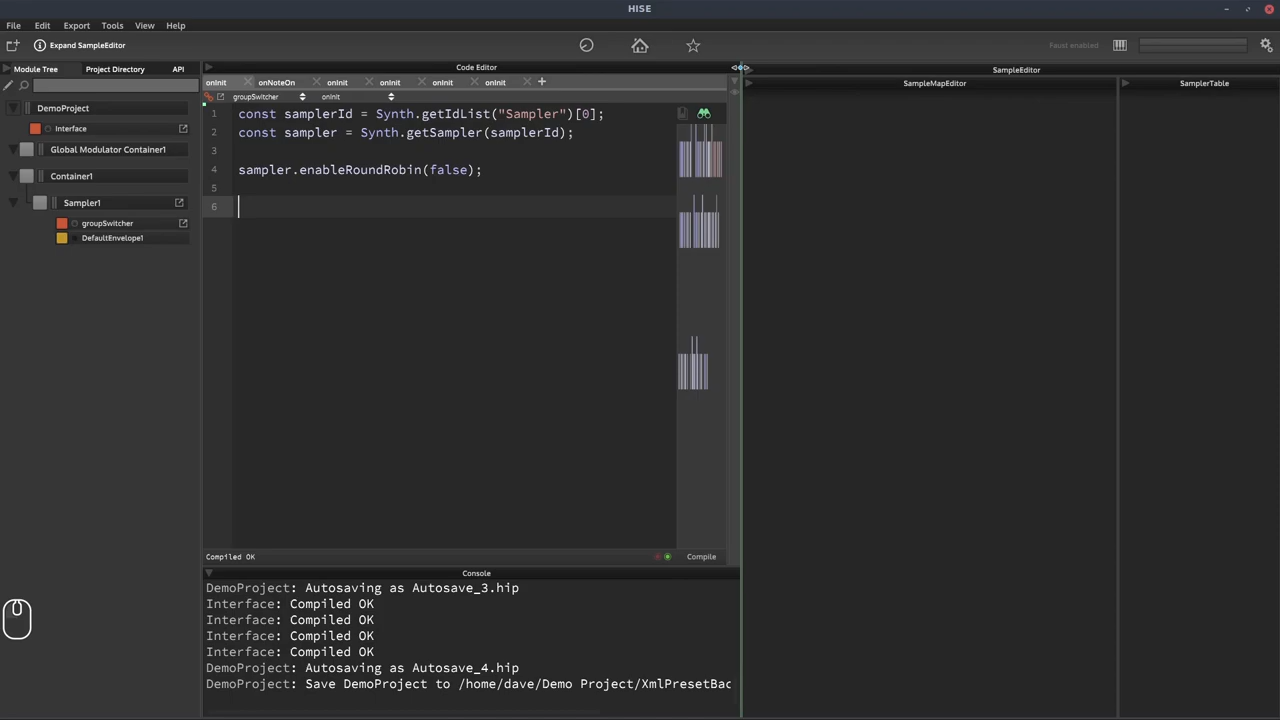 HISE
File Edit Export Tools View Help
Expand SampleEditor
Faust enabled
Module Tree Project Directory API
Code Editor
SampleEditor
onInit onNoteOn onInit onInit onInit onInit
SampleMapEditor
SamplerTable
groupSwitcher onInit
DemoProject
Interface
Global Modulator Container1
Container1
Sampler1
groupSwitcher
DefaultEnvelope1
1 const samplerId = Synth.getIdList("Sampler")[0];
2 const sampler = Synth.getSampler(samplerId);
3
4 sampler.enableRoundRobin(false);
5
6
Compiled OK
Compile
Console
DemoProject: Autosaving as Autosave_3.hip
Interface: Compiled OK
Interface: Compiled OK
Interface: Compiled OK
Interface: Compiled OK
DemoProject: Autosaving as Autosave_4.hip
DemoProject: Save DemoProject to /home/dave/Demo Project/XmlPresetBac